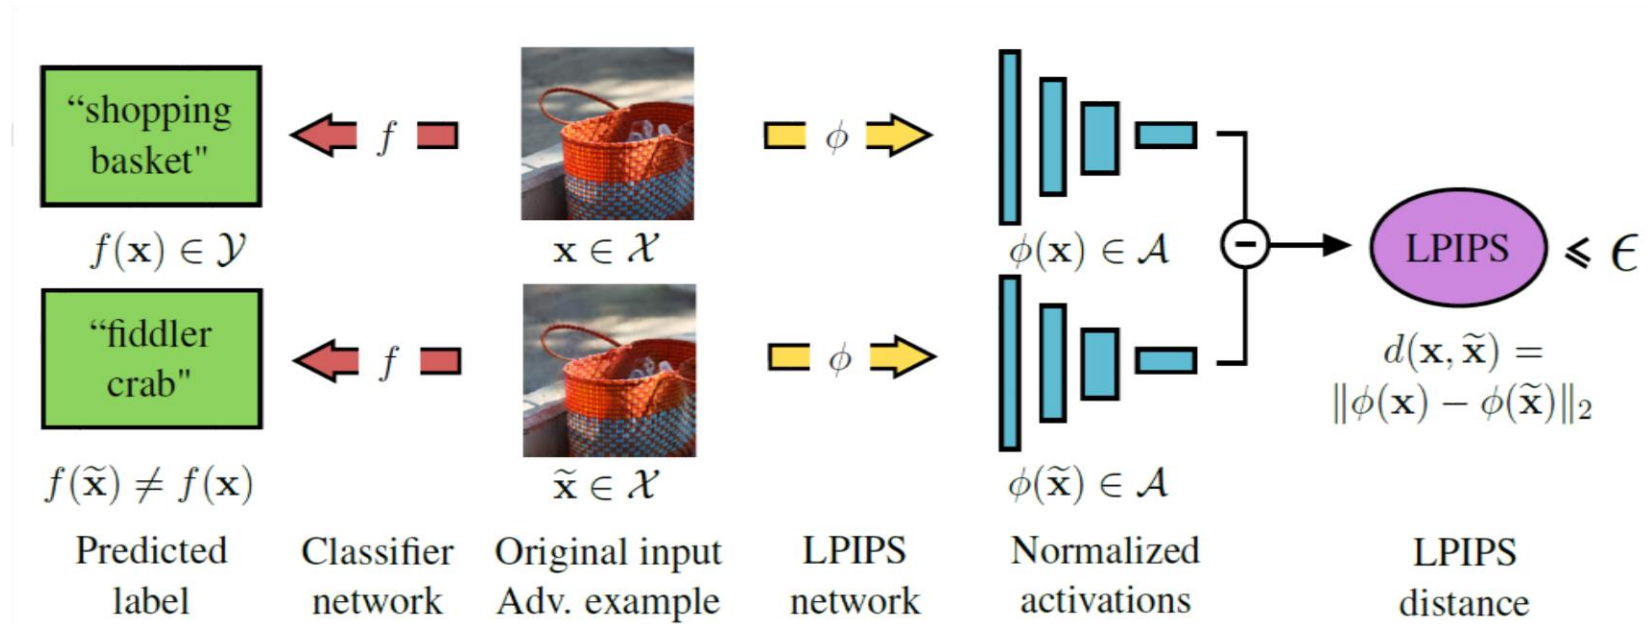 “shopping
basket"
f
ϕ
f(x) ∈ 𝒴
x ∈ 𝒳
ϕ(x) ∈ 𝒜
−
LPIPS ⩽ ϵ
“fiddler
crab"
f
ϕ
d(x, x̃) =
‖ϕ(x) − ϕ(x̃)‖₂
f(x̃) ≠ f(x)
x̃ ∈ 𝒳
ϕ(x̃) ∈ 𝒜
Predicted
label
Classifier
network
Original input
Adv. example
LPIPS
network
Normalized
activations
LPIPS
distance